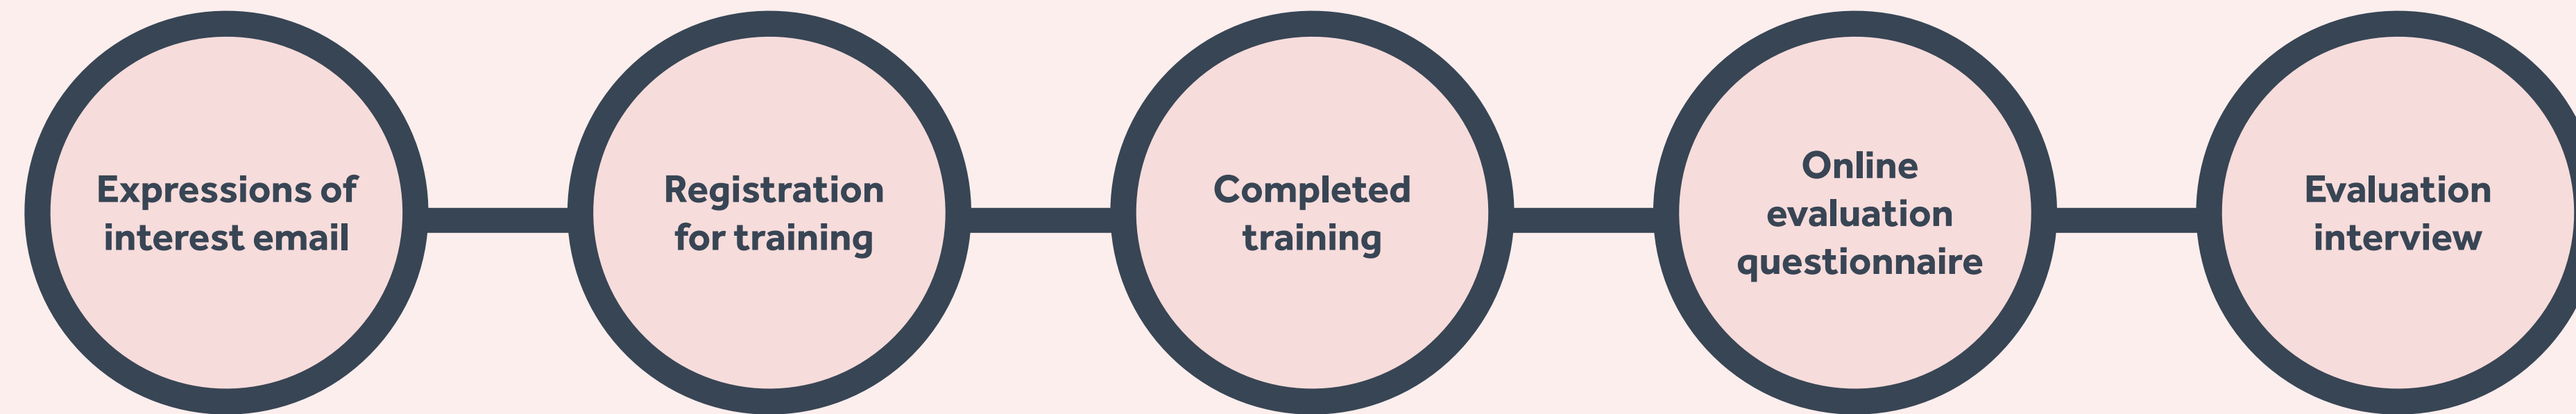 Expressions of
interest email
Registration
for training
Completed
training
Online
evaluation
questionnaire
Evaluation
interview